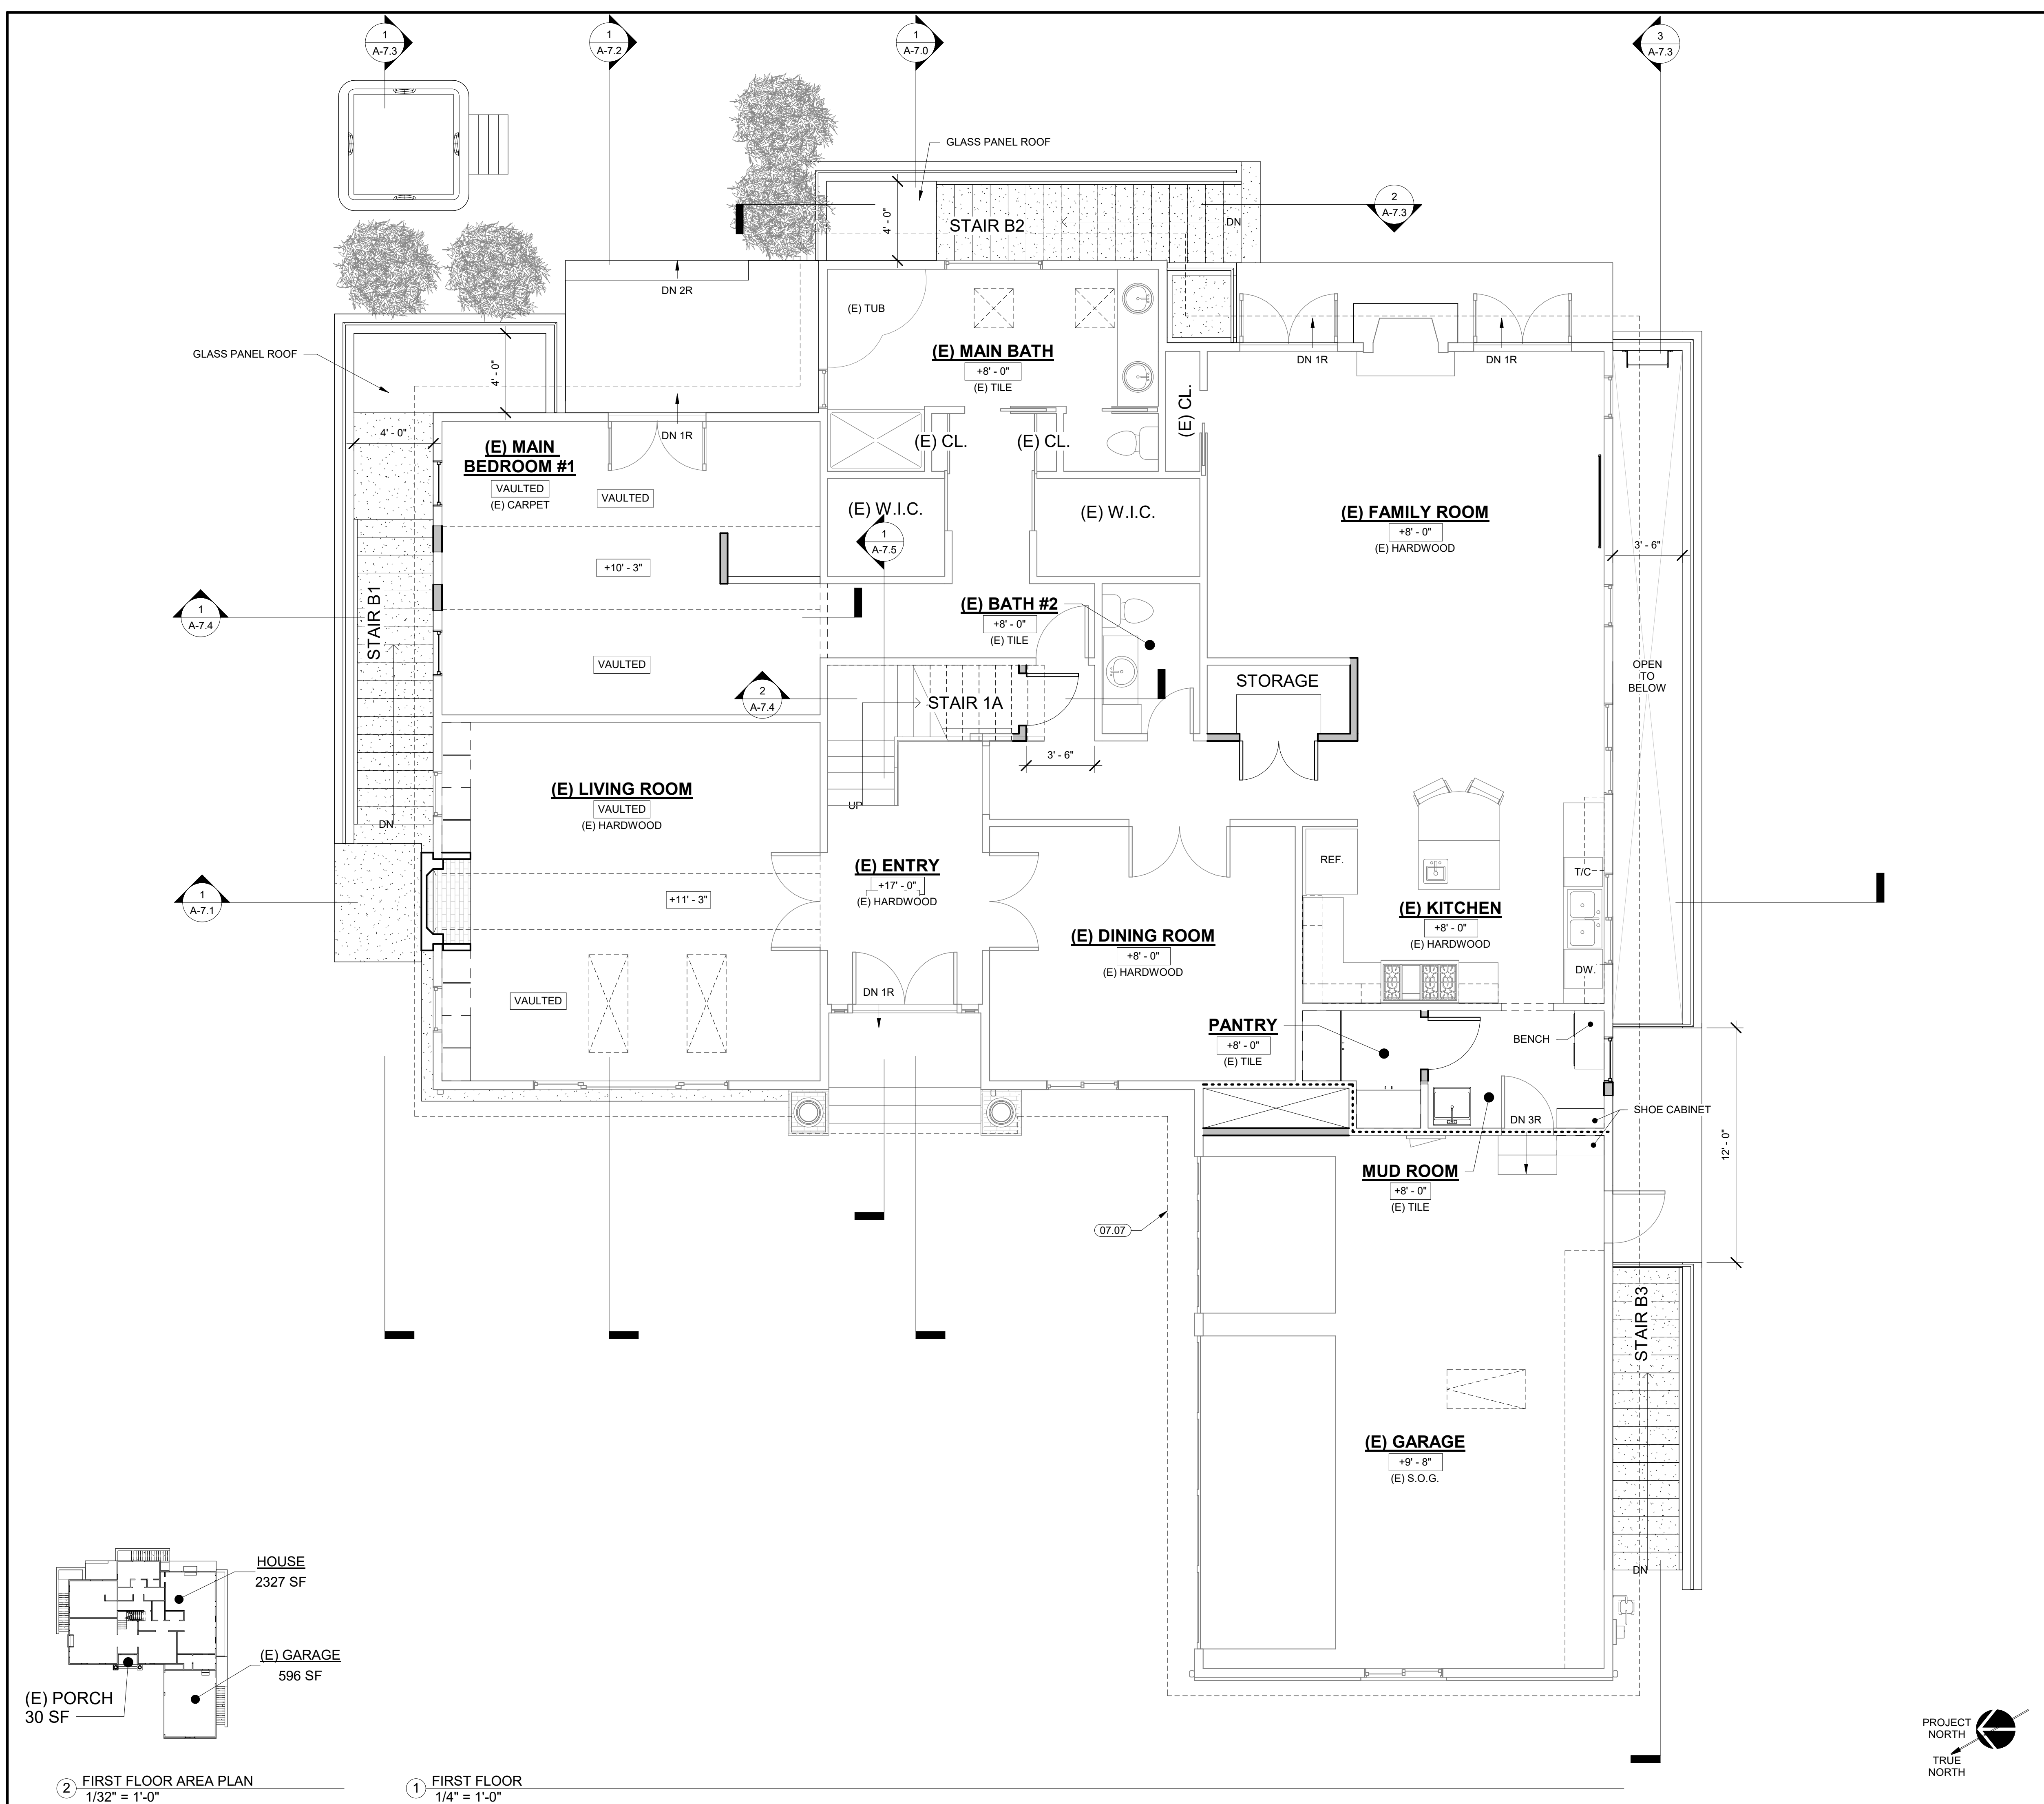 1
A-7.3
1
A-7.2
1
A-7.0
3
A-7.3
GLASS PANEL ROOF
2
A-7.3
4' - 0"
STAIR B2
DN
DN 2R
(E) TUB
(E) MAIN BATH
+8' - 0"
(E) TILE
GLASS PANEL ROOF
4' - 0"
DN 1R
DN 1R
4' - 0"
DN 1R
(E) CL.
(E) CL.
(E) CL.
(E) MAIN
BEDROOM #1
VAULTED
(E) CARPET
VAULTED
(E) W.I.C.
(E) W.I.C.
(E) FAMILY ROOM
+8' - 0"
(E) HARDWOOD
3' - 6"
1
A-7.5
+10' - 3"
1
A-7.4
STAIR B1
(E) BATH #2
+8' - 0"
(E) TILE
VAULTED
OPEN
TO
BELOW
2
A-7.4
STAIR 1A
STORAGE
3' - 6"
(E) LIVING ROOM
VAULTED
(E) HARDWOOD
UP
DN
(E) ENTRY
+17' - 0"
(E) HARDWOOD
REF.
T/C
1
A-7.1
+11' - 3"
(E) KITCHEN
+8' - 0"
(E) HARDWOOD
(E) DINING ROOM
+8' - 0"
(E) HARDWOOD
DW.
DN 1R
VAULTED
PANTRY
+8' - 0"
(E) TILE
BENCH
SHOE CABINET
DN 3R
12' - 0"
MUD ROOM
+8' - 0"
(E) TILE
07.07
STAIR B3
(E) GARAGE
+9' - 8"
(E) S.O.G.
DN
HOUSE
2327 SF
(E) GARAGE
596 SF
(E) PORCH
30 SF
PROJECT
NORTH
TRUE
NORTH
2
FIRST FLOOR AREA PLAN
1/32" = 1'-0"
1
FIRST FLOOR
1/4" = 1'-0"